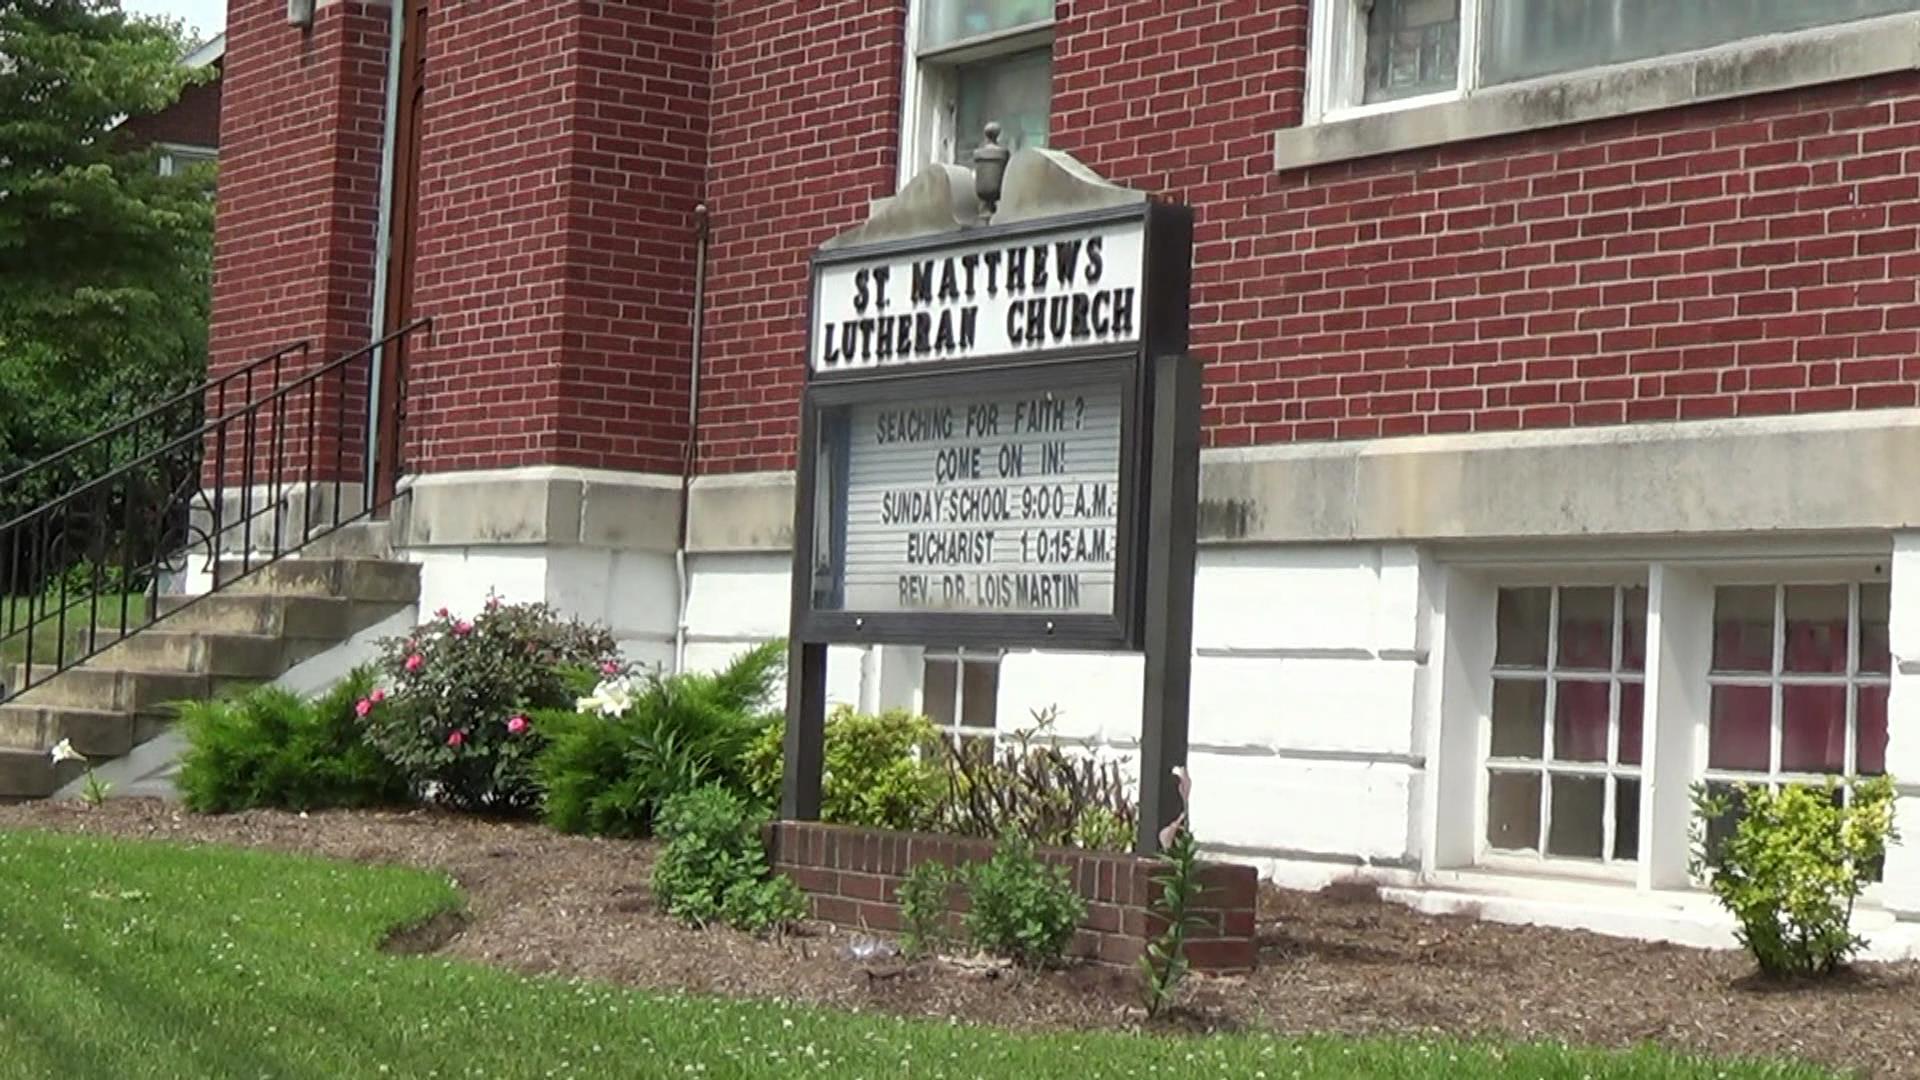 ST. MATTHEWS
LUTHERAN CHURCH
SEACHING FOR FAITH ?
COME ON IN!
SUNDAY SCHOOL 9:00 A.M.
EUCHARIST 10:15 A.M.
REV. DR. LOIS MARTIN